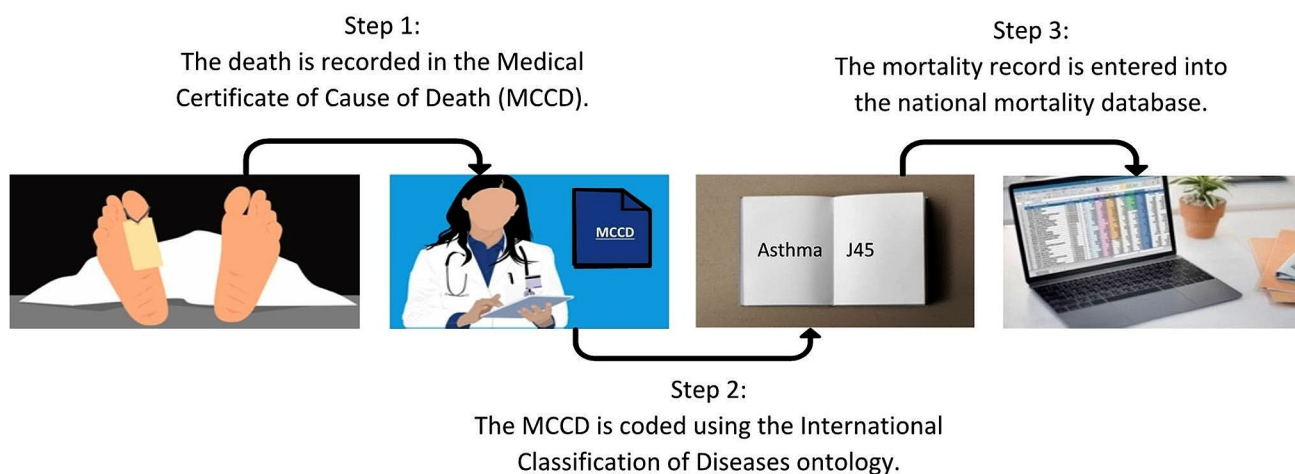 Step 1:
The death is recorded in the Medical
Certificate of Cause of Death (MCCD).
Step 3:
The mortality record is entered into
the national mortality database.
MCCD
Asthma J45
Step 2:
The MCCD is coded using the International
Classification of Diseases ontology.